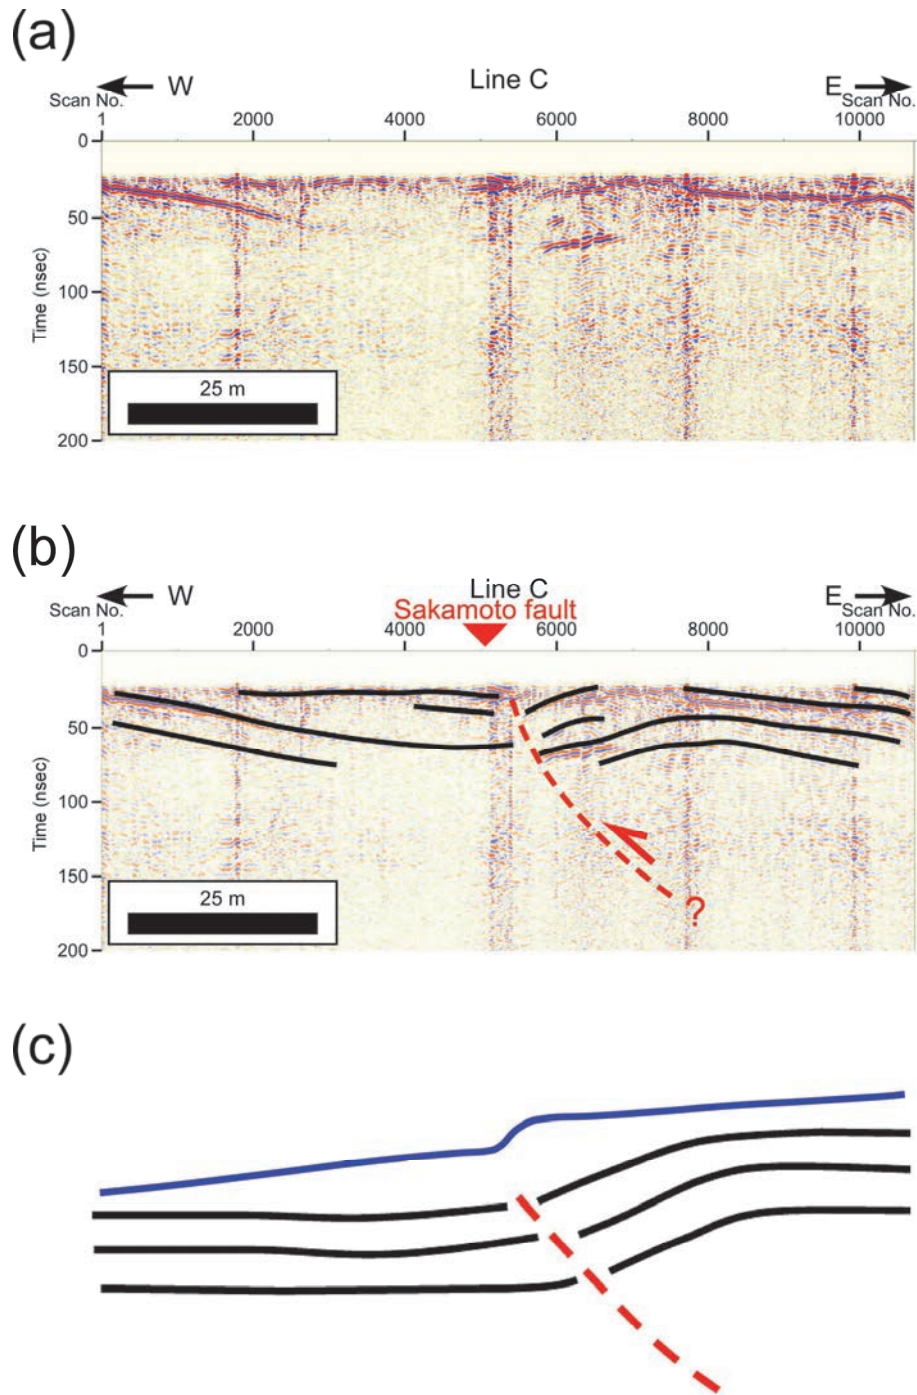 (a)
W Line C E
Scan No. Scan No.
1 2000 4000 6000 8000 10000
0
50
100
150
200
Time (nsec)
25 m
(b)
W Line C E
Scan No. Sakamoto fault Scan No.
1 2000 4000 6000 8000 10000
0
50
100
150
200
Time (nsec)
?
25 m
(c)